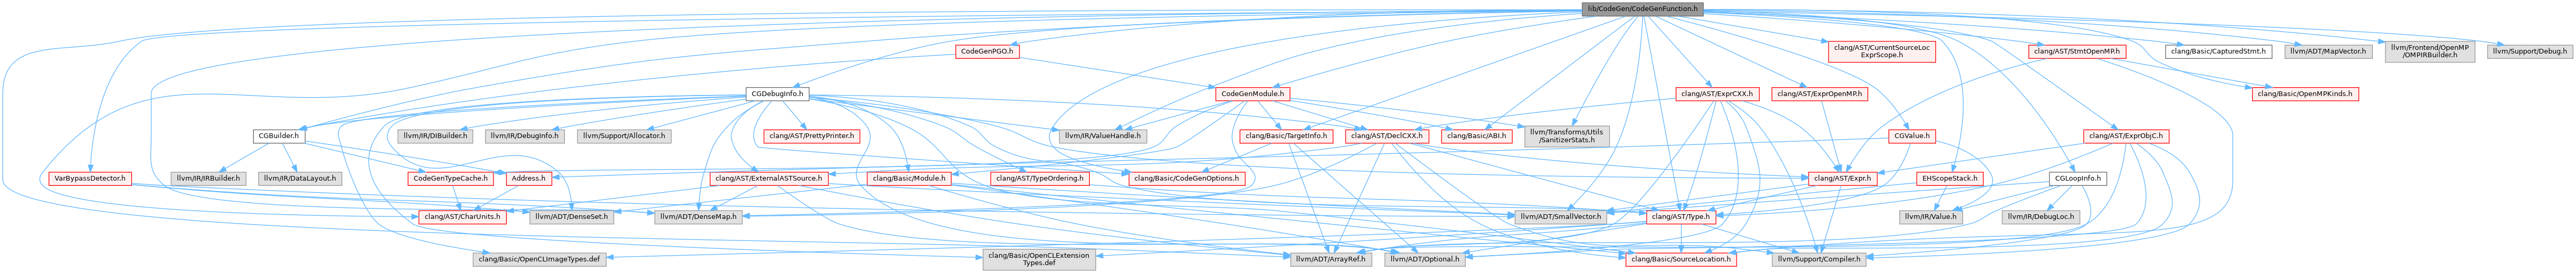 lib/CodeGen/CodeGenFunction.h
CodeGenPGO.h
clang/AST/CurrentSourceLoc
ExprScope.h
clang/AST/StmtOpenMP.h
clang/Basic/CapturedStmt.h
llvm/ADT/MapVector.h
llvm/Frontend/OpenMP
/OMPIRBuilder.h
llvm/Support/Debug.h
CGDebugInfo.h
CodeGenModule.h
clang/AST/ExprCXX.h
clang/AST/ExprOpenMP.h
clang/Basic/OpenMPKinds.h
CGBuilder.h
llvm/IR/DIBuilder.h
llvm/IR/DebugInfo.h
llvm/Support/Allocator.h
clang/AST/PrettyPrinter.h
llvm/IR/ValueHandle.h
clang/Basic/TargetInfo.h
clang/AST/DeclCXX.h
clang/Basic/ABI.h
llvm/Transforms/Utils
/SanitizerStats.h
CGValue.h
clang/AST/ExprObjC.h
VarBypassDetector.h
llvm/IR/IRBuilder.h
llvm/IR/DataLayout.h
CodeGenTypeCache.h
Address.h
clang/AST/ExternalASTSource.h
clang/Basic/Module.h
clang/AST/TypeOrdering.h
clang/Basic/CodeGenOptions.h
clang/AST/Expr.h
EHScopeStack.h
CGLoopInfo.h
clang/AST/CharUnits.h
llvm/ADT/DenseSet.h
llvm/ADT/DenseMap.h
llvm/ADT/SmallVector.h
clang/AST/Type.h
llvm/IR/Value.h
llvm/IR/DebugLoc.h
clang/Basic/OpenCLImageTypes.def
clang/Basic/OpenCLExtension
Types.def
llvm/ADT/ArrayRef.h
llvm/ADT/Optional.h
clang/Basic/SourceLocation.h
llvm/Support/Compiler.h